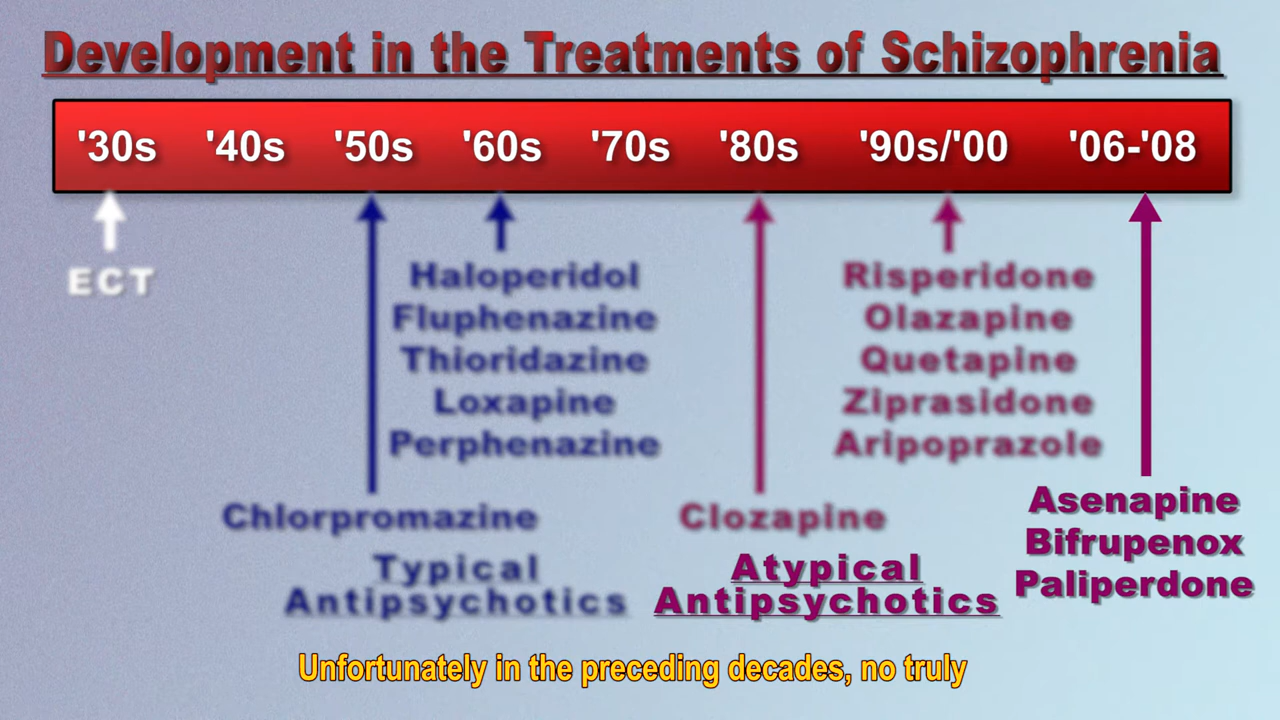 Development in the Treatments of Schizophrenia
'30s '40s '50s '60s '70s '80s '90s/'00 '06-'08
ECT
Haloperidol
Fluphenazine
Thioridazine
Loxapine
Perphenazine
Chlorpromazine
Typical
Antipsychotics
Risperidone
Olazapine
Quetapine
Ziprasidone
Aripoprazole
Clozapine
Atypical
Antipsychotics
Asenapine
Bifrupenox
Paliperdone
Unfortunately in the preceding decades, no truly